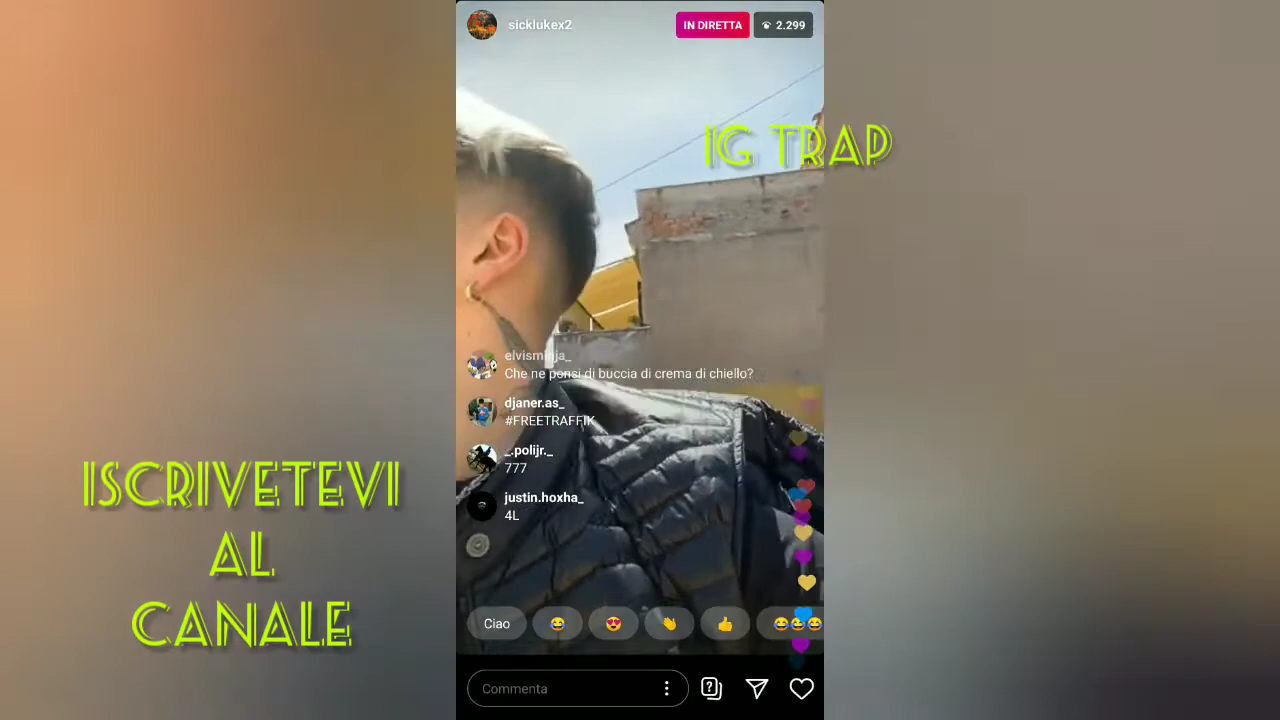 sicklukex2
IN DIRETTA
2.299
IG TRAP
elvisminja_
Che ne pensi di buccia di crema di chiello?
djaner.as_
#FREETRAFFIK
_.polijr._
777
justin.hoxha_
4L
ISCRIVETEVI
AL
CANALE
Ciao
Commenta